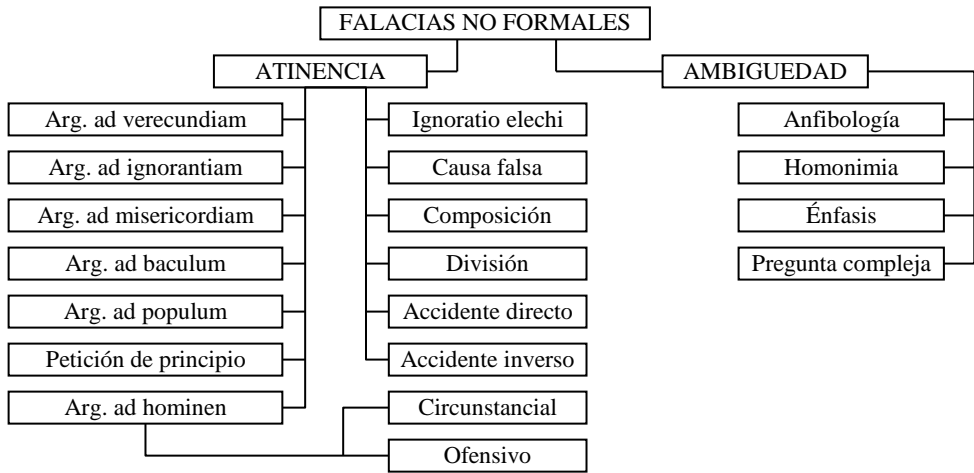 FALACIAS NO FORMALES
ATINENCIA
AMBIGUEDAD
Arg. ad verecundiam
Ignoratio elechi
Anfibología
Arg. ad ignorantiam
Causa falsa
Homonimia
Arg. ad misericordiam
Composición
Énfasis
Arg. ad baculum
División
Pregunta compleja
Arg. ad populum
Accidente directo
Petición de principio
Accidente inverso
Arg. ad hominen
Circunstancial
Ofensivo